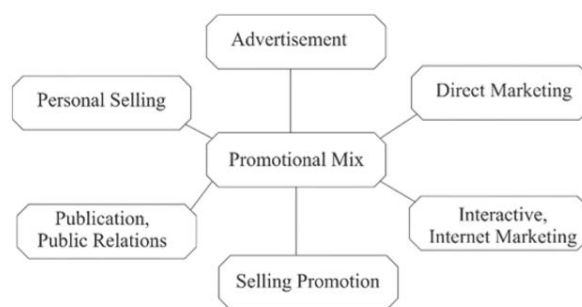 Advertisement
Personal Selling
Direct Marketing
Promotional Mix
Publication,
Public Relations
Interactive,
Internet Marketing
Selling Promotion